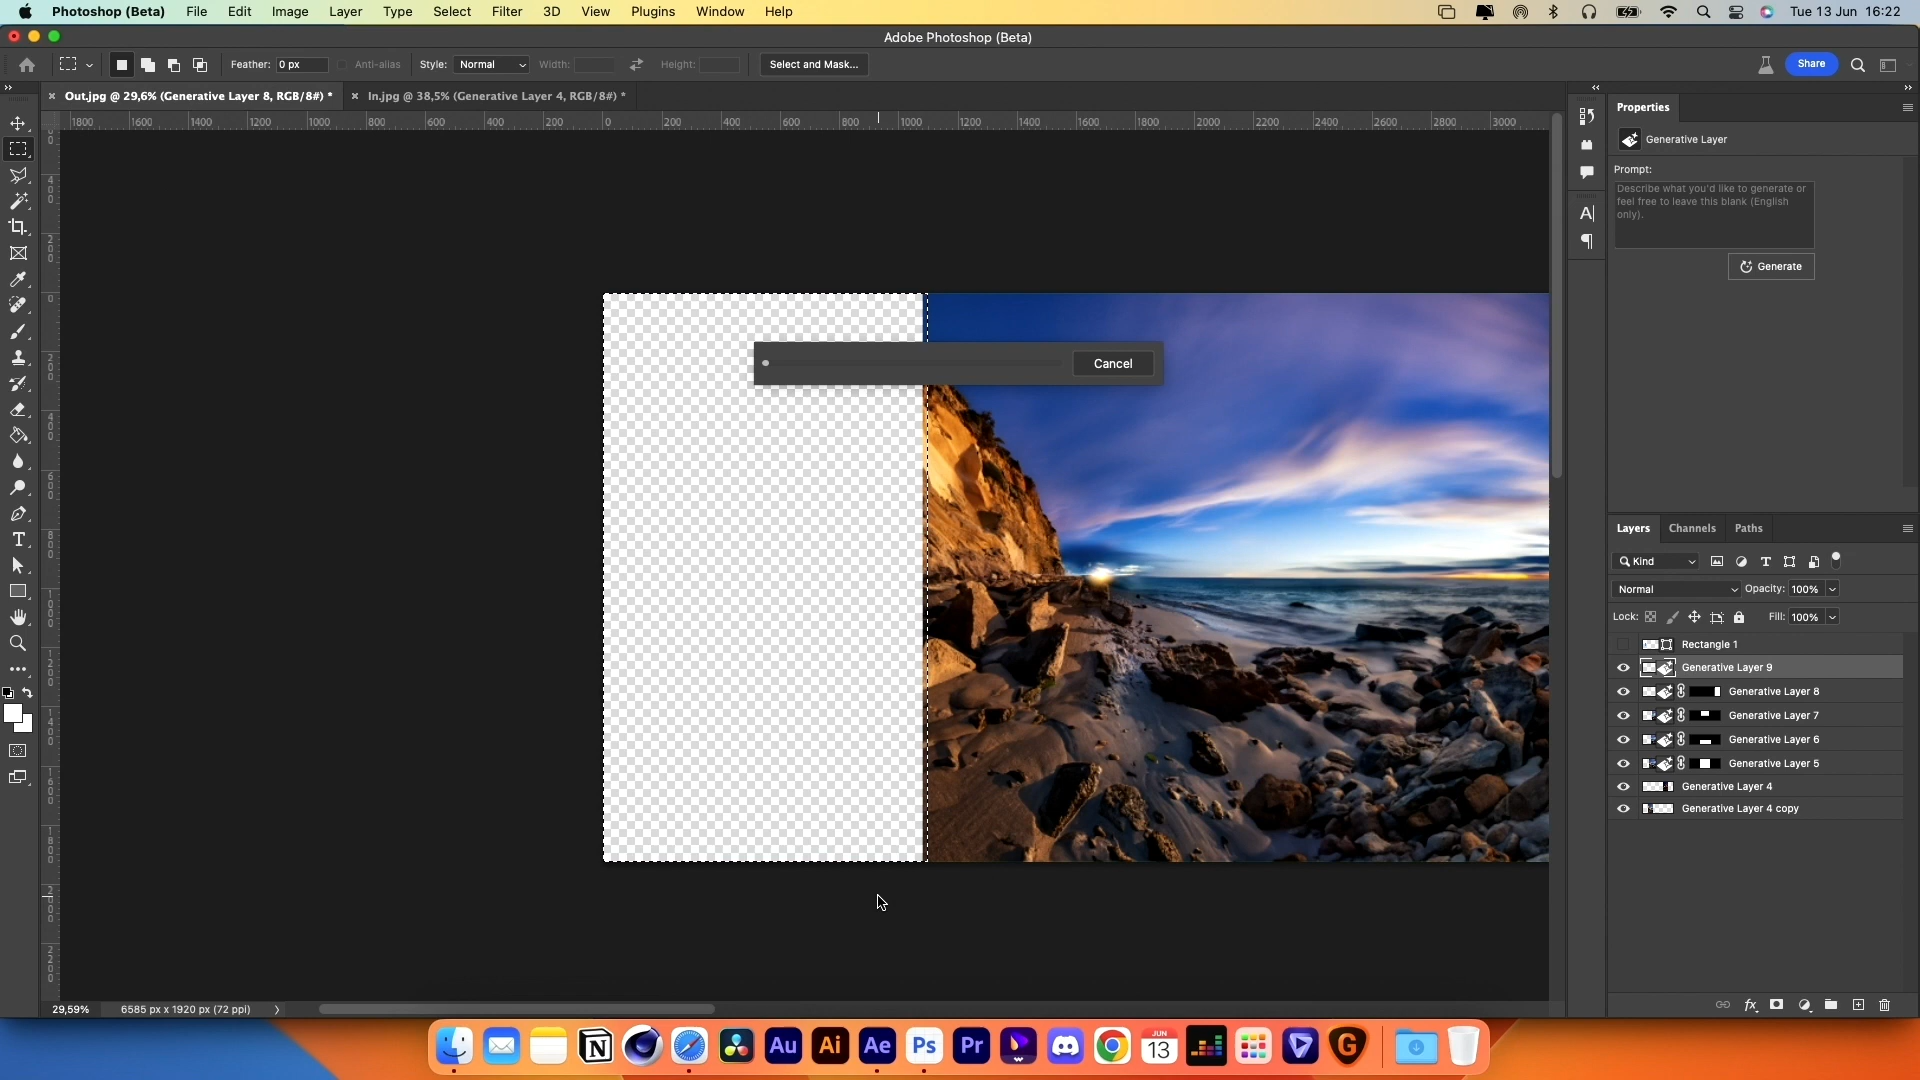 Photoshop (Beta) File Edit Image Layer Type Select Filter 3D View Plugins Window Help Tue 13 Jun 16:22
Adobe Photoshop (Beta)
Feather: 0 px Anti-alias Style: Normal Width: Height: Select and Mask... Share
Out.jpg @ 29,6% (Generative Layer 8, RGB/8#) * In.jpg @ 38,5% (Generative Layer 4, RGB/8#) *
1800 1600 1400 1200 1000 800 600 400 200 0 200 400 600 800 1000 1200 1400 1600 1800 2000 2200 2400 2600 2800 3000
Properties
Generative Layer
Prompt:
Describe what you'd like to generate or
feel free to leave this blank (English
only).
Generate
Cancel
Layers Channels Paths
Kind
Normal Opacity: 100%
Lock: Fill: 100%
Rectangle 1
Generative Layer 9
Generative Layer 8
Generative Layer 7
Generative Layer 6
Generative Layer 5
Generative Layer 4
Generative Layer 4 copy
29,59% 6585 px x 1920 px (72 ppi)
Au Ai Ae Ps Pr JUN
13